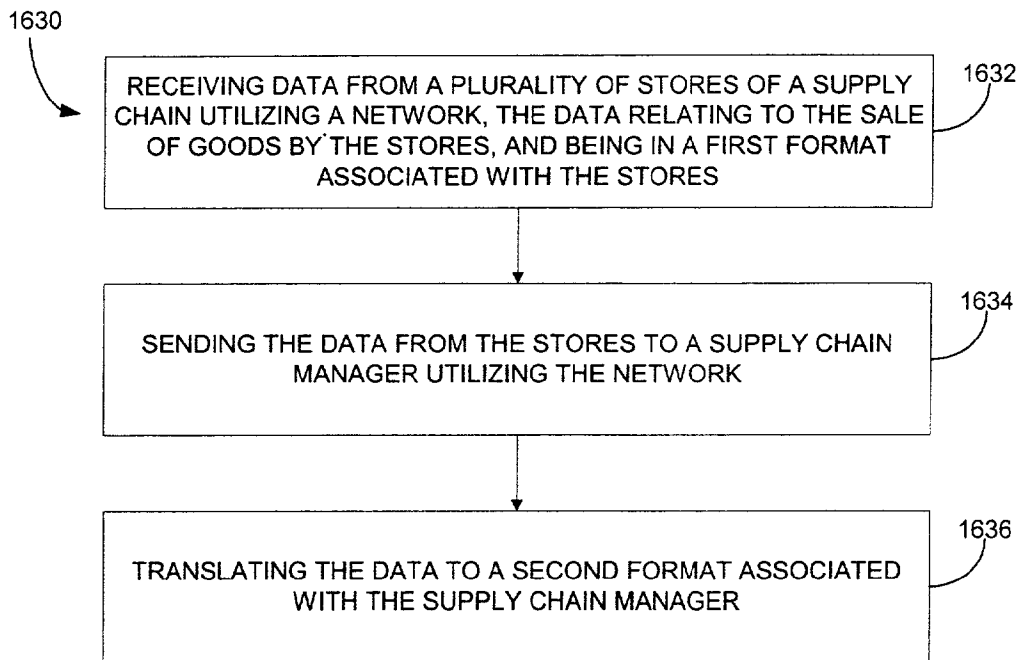 1630
RECEIVING DATA FROM A PLURALITY OF STORES OF A SUPPLY
CHAIN UTILIZING A NETWORK, THE DATA RELATING TO THE SALE
OF GOODS BY THE STORES, AND BEING IN A FIRST FORMAT
ASSOCIATED WITH THE STORES
1632
SENDING THE DATA FROM THE STORES TO A SUPPLY CHAIN
MANAGER UTILIZING THE NETWORK
1634
TRANSLATING THE DATA TO A SECOND FORMAT ASSOCIATED
WITH THE SUPPLY CHAIN MANAGER
1636